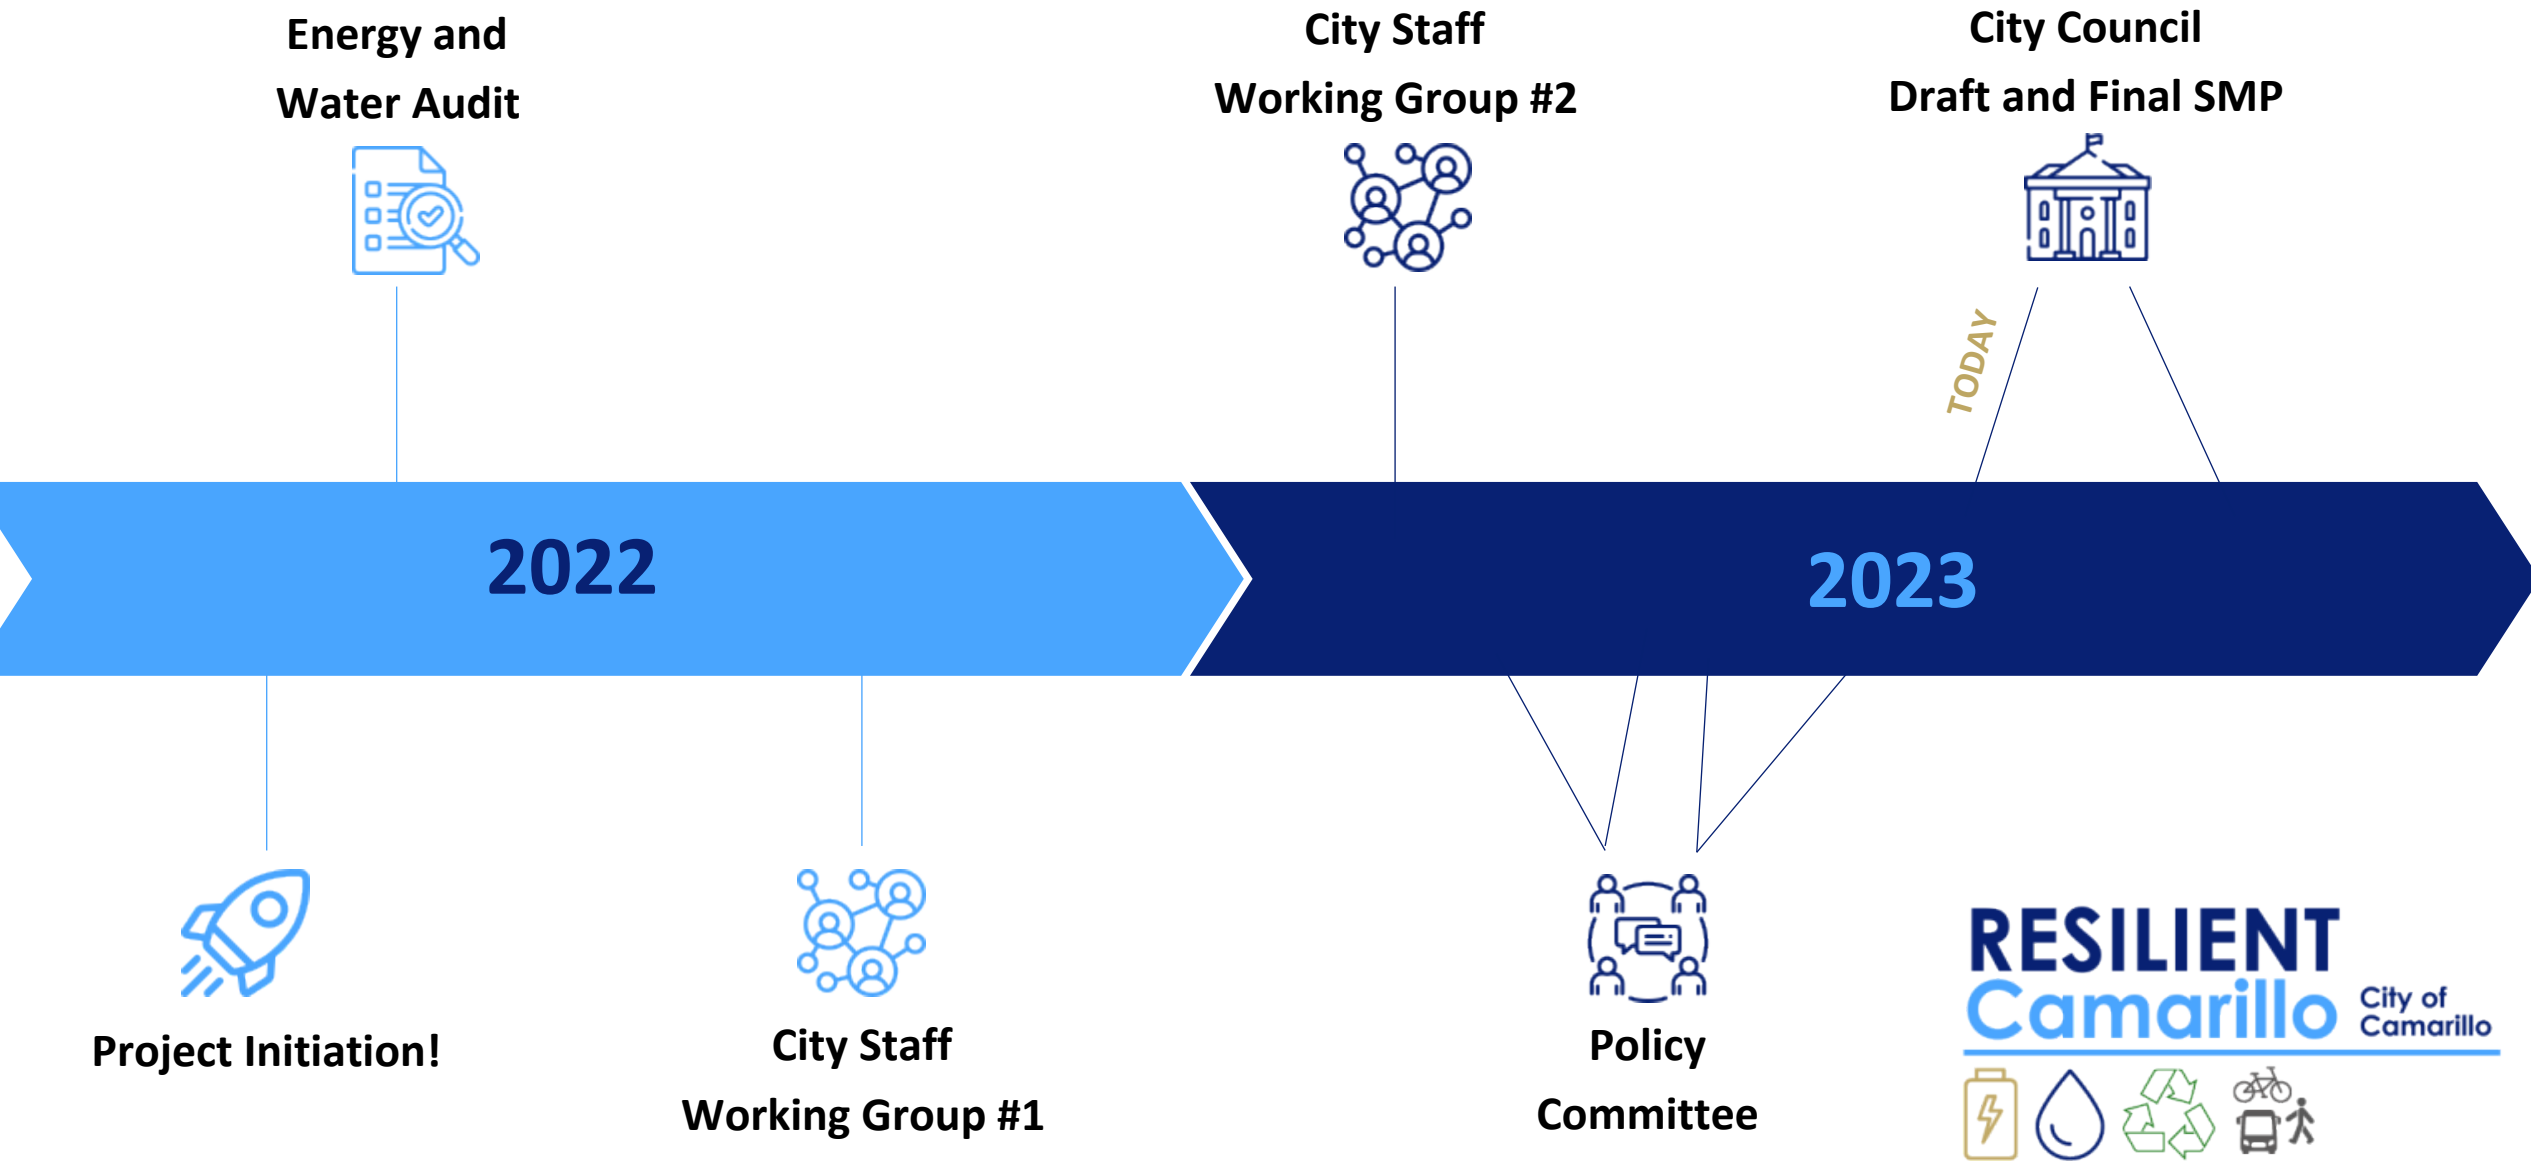 Energy and
Water Audit
City Staff
Working Group #2
City Council
Draft and Final SMP
TODAY
2022
2023
Project Initiation!
City Staff
Working Group #1
Policy
Committee
RESILIENT
Camarillo
City of
Camarillo